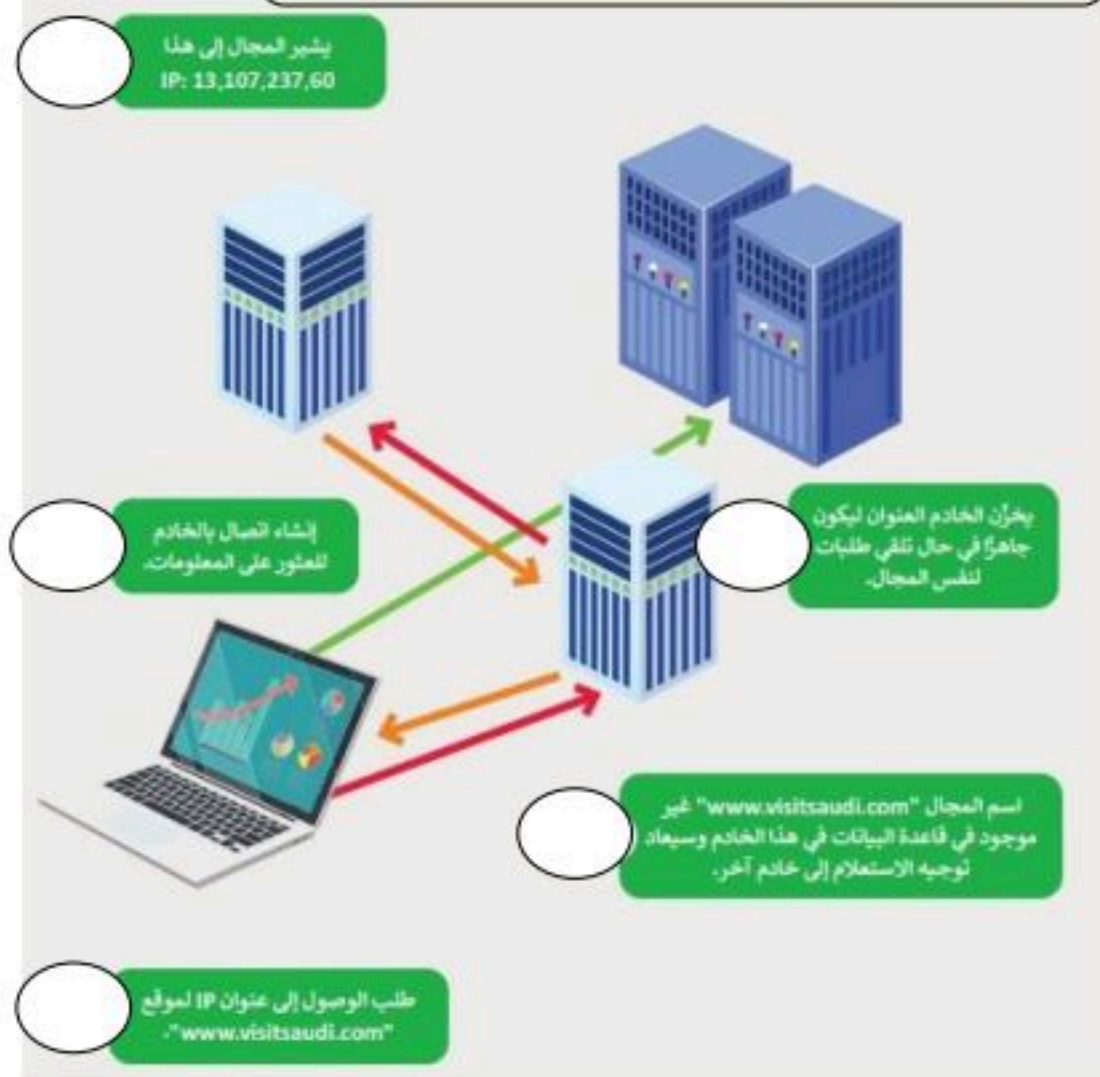 يشير المجال إلى هذا
IP: 13,107,237,60
إنشاء اتصال بالخادم
للعثور على المعلومات.
يخزّن الخادم العنوان ليكون
جاهزًا في حال تلقي طلبات
لنفس المجال.
اسم المجال "www.visitsaudi.com" غير
موجود في قاعدة البيانات في هذا الخادم وسيعاد
توجيه الاستعلام إلى خادم آخر.
طلب الوصول إلى عنوان IP لموقع
"www.visitsaudi.com".